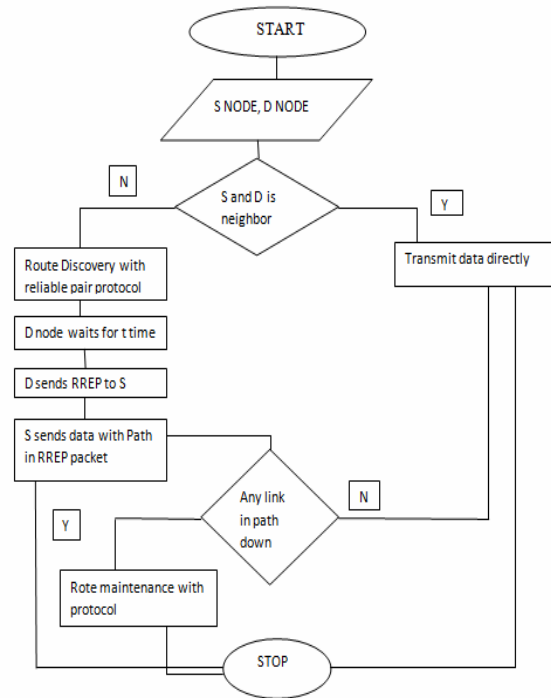 START
S NODE, D NODE
N
S and D is
neighbor
Y
Route Discovery with
reliable pair protocol
Transmit data directly
D node waits for t time
D sends RREP to S
S sends data with Path
in RREP packet
Any link
in path
down
N
Y
Rote maintenance with
protocol
STOP